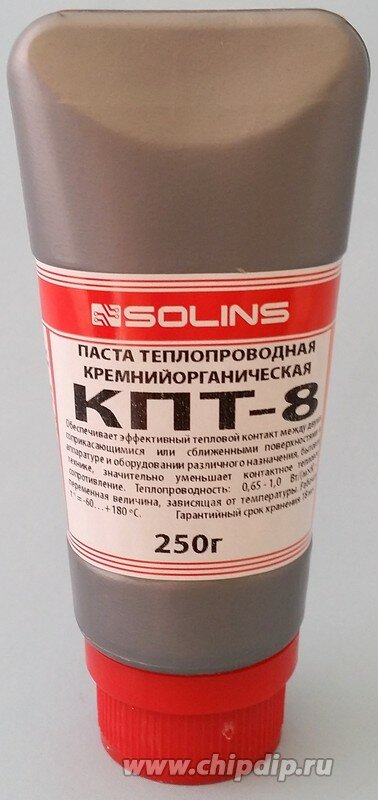 SOLINS
ПАСТА ТЕПЛОПРОВОДНАЯ
КРЕМНИЙОРГАНИЧЕСКАЯ
КПТ-8
Обеспечивает эффективный тепловой контакт между двумя
соприкасающимися или сближенными поверхностями
аппаратуре и оборудовании различного назначения,
технике, значительно уменьшает контактное
сопротивление. Теплопроводность: 0,65-1,0
переменная величина, зависящая от температуры.
= -60...+180 °С. Гарантийный срок хранения
250г
www.chipdip.ru